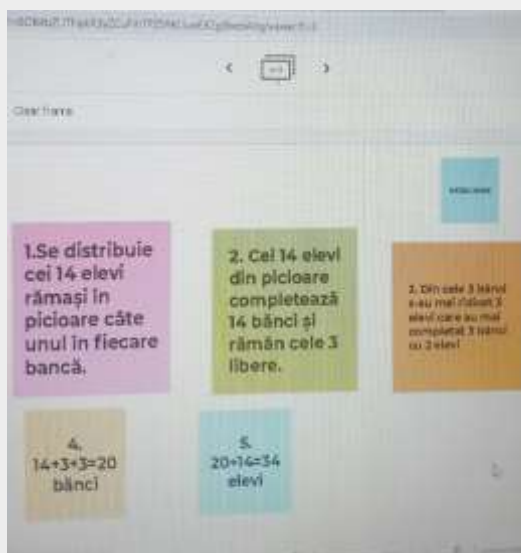 Clear frame
1.Se distribuie
cei 14 elevi
rămași în
picioare câte
unul în fiecare
bancă.
2. Cei 14 elevi
din picioare
completează
14 bănci și
rămân cele 3
libere.
3. Din cele 3 bănci
s-au mai ridicat 3
elevi care au mai
completat 3 bănci
cu 2 elevi
4.
14+3+3=20
bănci
5.
20+14=34
elevi